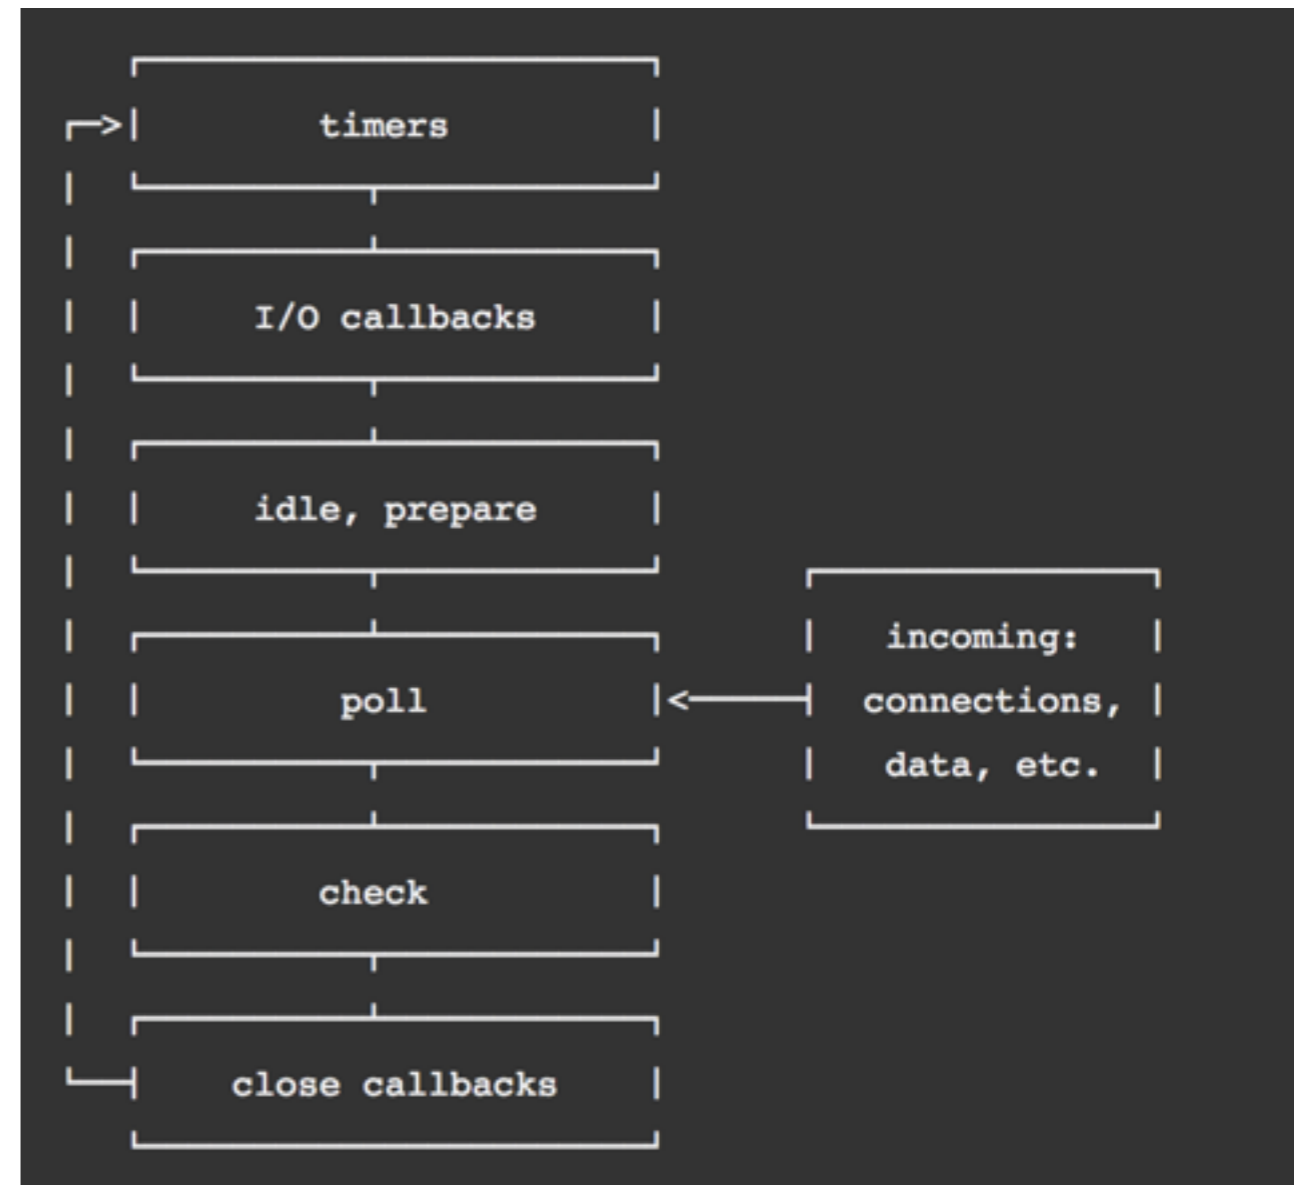 timers
I/O callbacks
idle, prepare
poll
incoming:
connections,
data, etc.
check
close callbacks